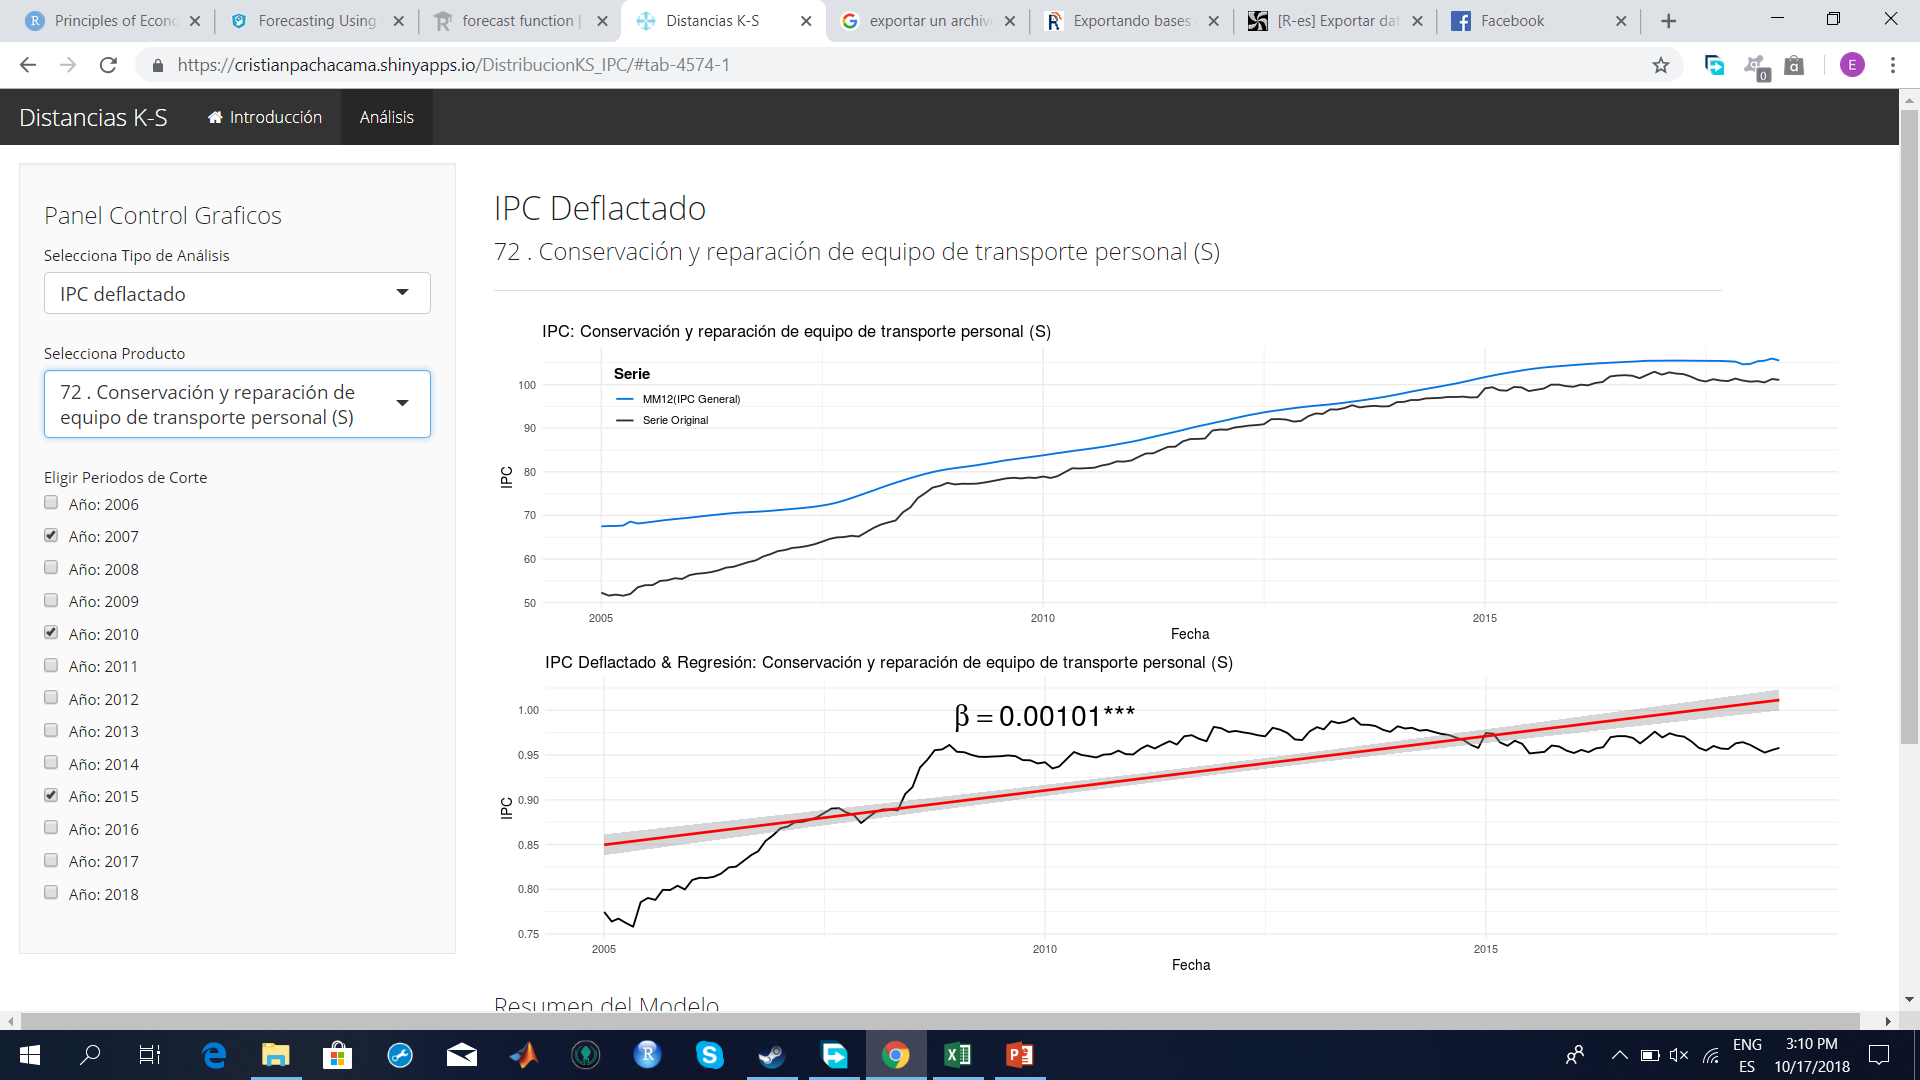 Principles of Econo
Forecasting Using
forecast function |
Distancias K-S
exportar un archiv
Exportando bases
[R-es] Exportar da
Facebook
https://cristianpachacama.shinyapps.io/DistribucionKS_IPC/#tab-4574-1
0
E
Distancias K-S
Introducción
Análisis
Panel Control Graficos
Selecciona Tipo de Análisis
IPC deflactado
Selecciona Producto
72 . Conservación y reparación de
equipo de transporte personal (S)
Eligir Periodos de Corte
Año: 2006
Año: 2007
Año: 2008
Año: 2009
Año: 2010
Año: 2011
Año: 2012
Año: 2013
Año: 2014
Año: 2015
Año: 2016
Año: 2017
Año: 2018
IPC Deflactado
72 . Conservación y reparación de equipo de transporte personal (S)
IPC: Conservación y reparación de equipo de transporte personal (S)
Serie
MM12(IPC General)
Serie Original
100
90
80
70
60
50
IPC
2005
2010
2015
Fecha
IPC Deflactado & Regresión: Conservación y reparación de equipo de transporte personal (S)
β = 0.00101***
1.00
0.95
0.90
0.85
0.80
0.75
IPC
2005
2010
2015
Fecha
Resumen del Modelo
ENG
ES
3:10 PM
10/17/2018